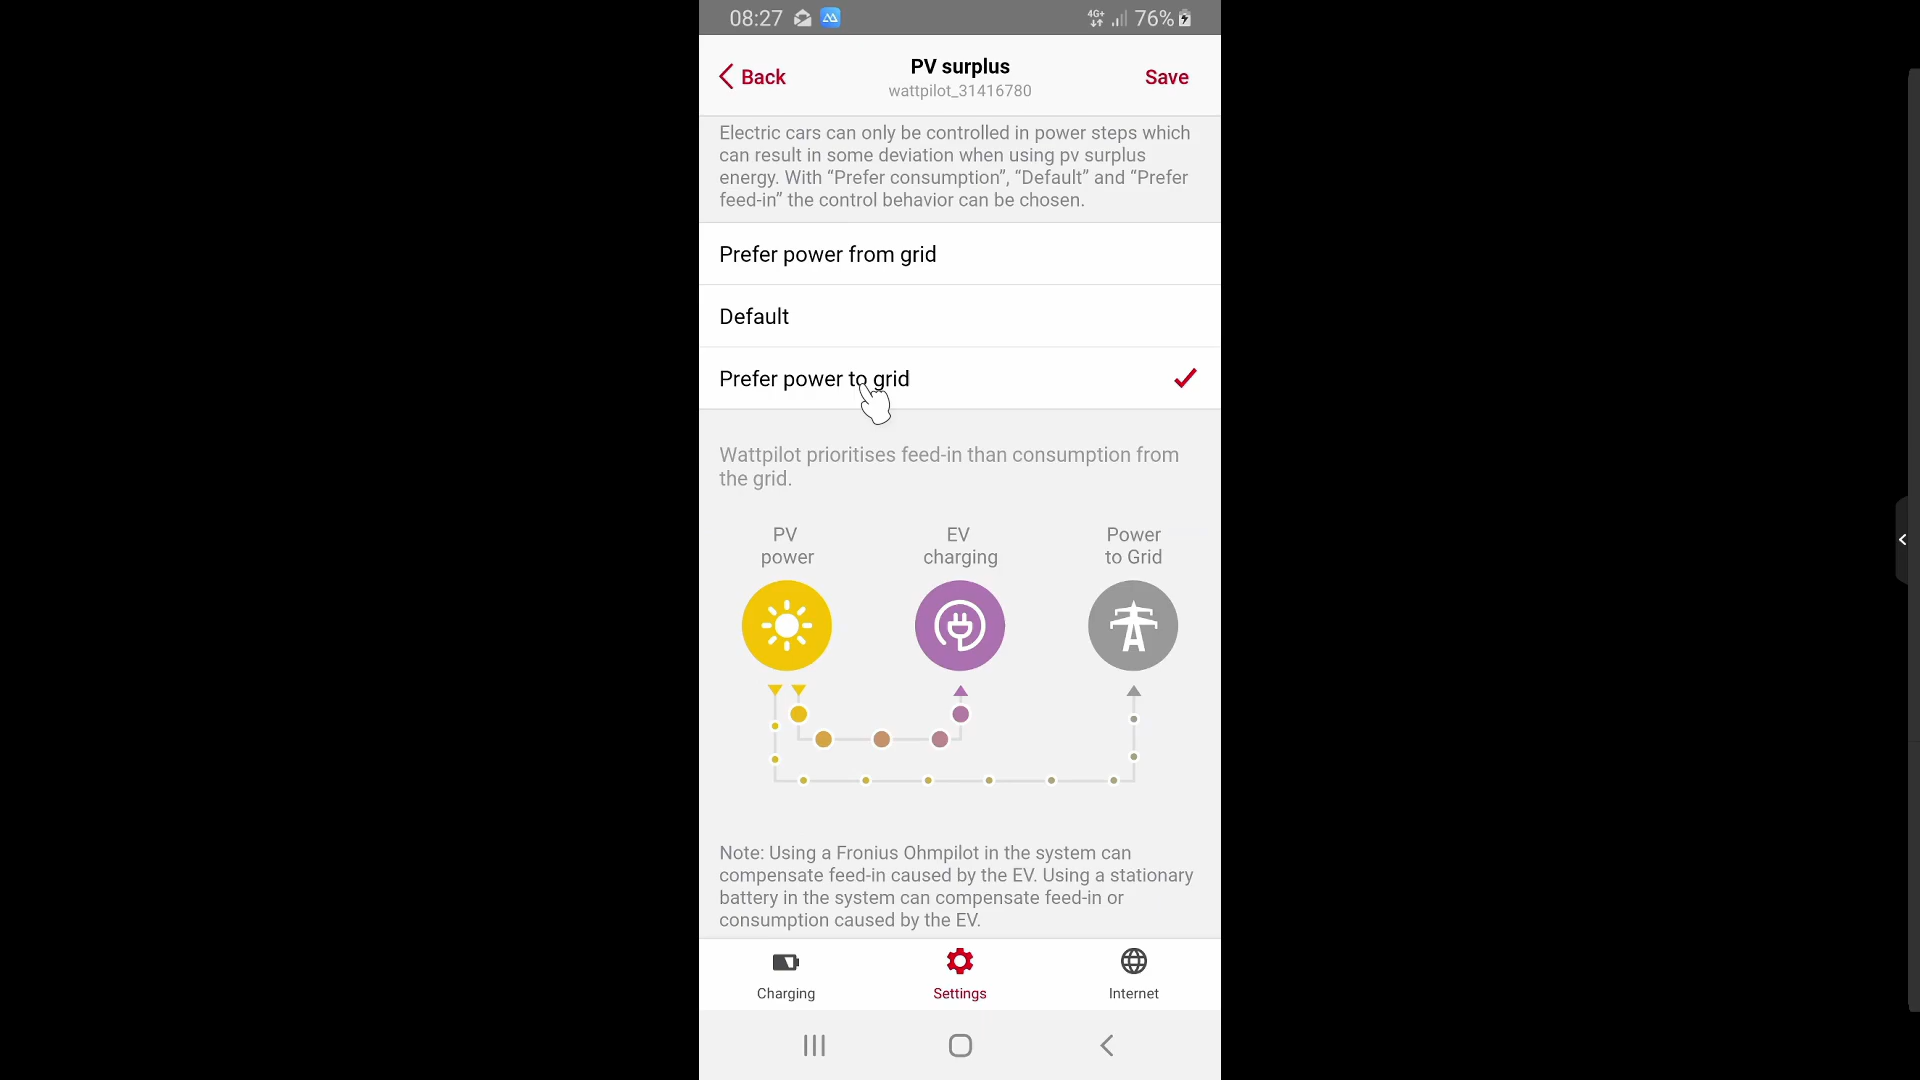 08:27
4G+ 76%
Back
PV surplus
Save
wattpilot_31416780
Electric cars can only be controlled in power steps which
can result in some deviation when using pv surplus
energy. With “Prefer consumption”, “Default” and “Prefer
feed-in” the control behavior can be chosen.
Prefer power from grid
Default
Prefer power to grid
Wattpilot prioritises feed-in than consumption from
the grid.
PV
power
EV
charging
Power
to Grid
Note: Using a Fronius Ohmpilot in the system can
compensate feed-in caused by the EV. Using a stationary
battery in the system can compensate feed-in or
consumption caused by the EV.
Charging
Settings
Internet